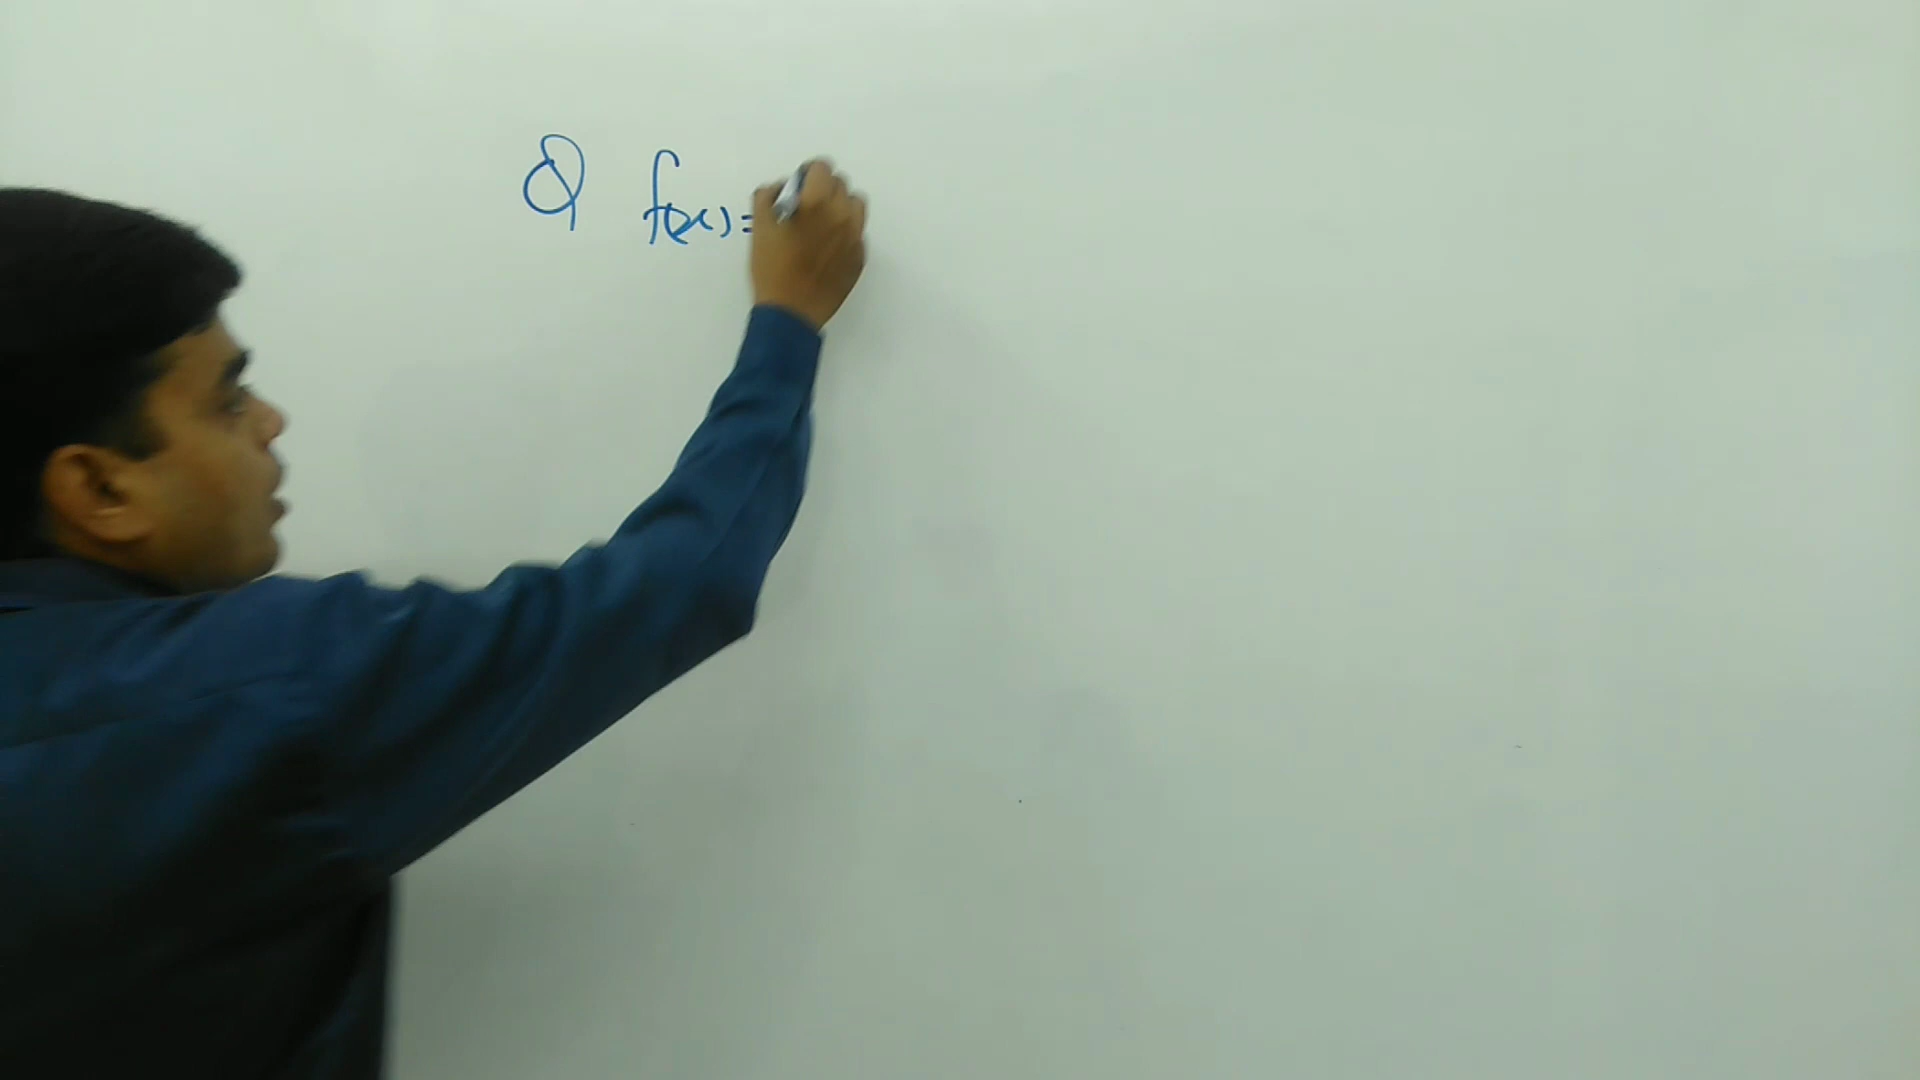 Q f(x) =